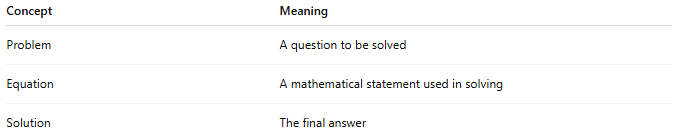 Concept Meaning
Problem A question to be solved
Equation A mathematical statement used in solving
Solution The final answer